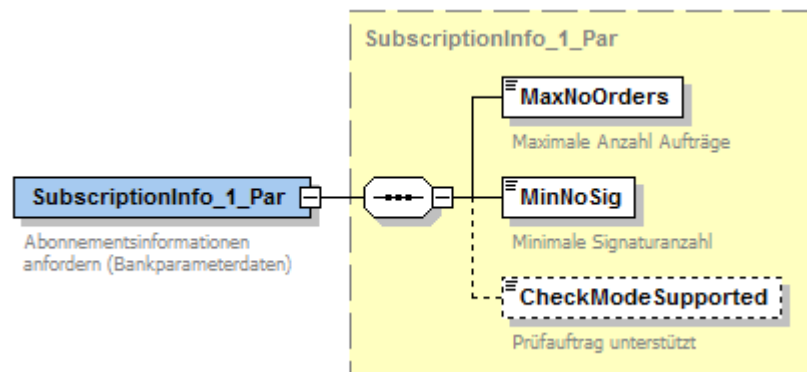 SubscriptionInfo_1_Par
MaxNoOrders
Maximale Anzahl Aufträge
SubscriptionInfo_1_Par
Abonnementsinformationen
anfordern (Bankparameterdaten)
MinNoSig
Minimale Signaturanzahl
CheckModeSupported
Prüfauftrag unterstützt